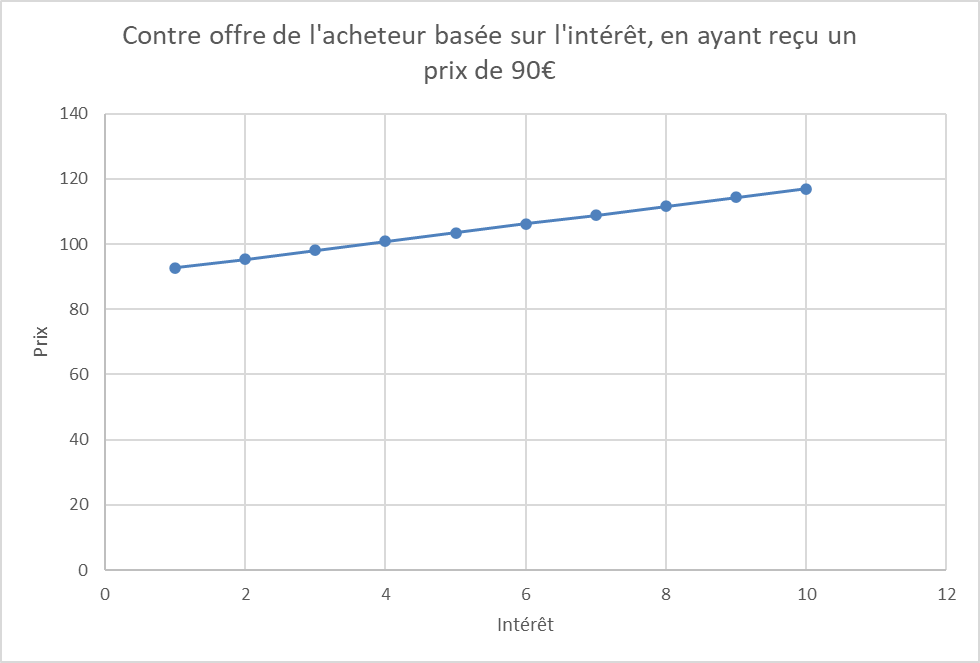 Contre offre de l'acheteur basée sur l'intérêt, en ayant reçu un
prix de 90€
140
120
100
80
60
40
20
0
Prix
0 2 4 6 8 10 12
Intérêt